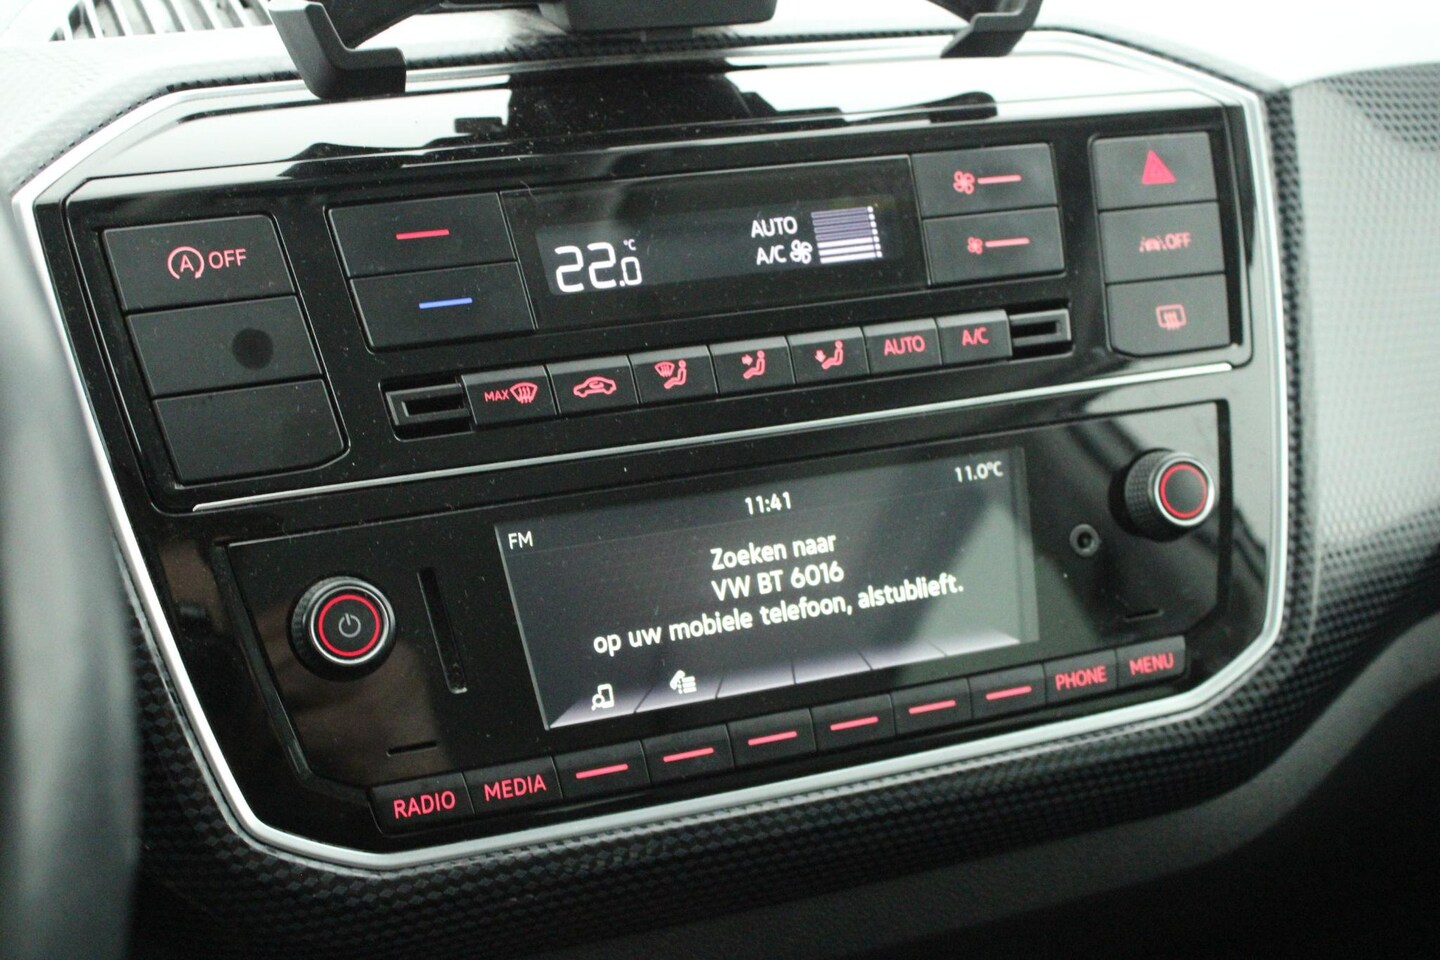 A OFF
22.0 °C
AUTO
A/C
OFF
MAX
AUTO
A/C
11:41
11.0°C
FM
Zoeken naar
VW BT 6016
op uw mobiele telefoon, alstublieft.
RADIO
MEDIA
PHONE
MENU